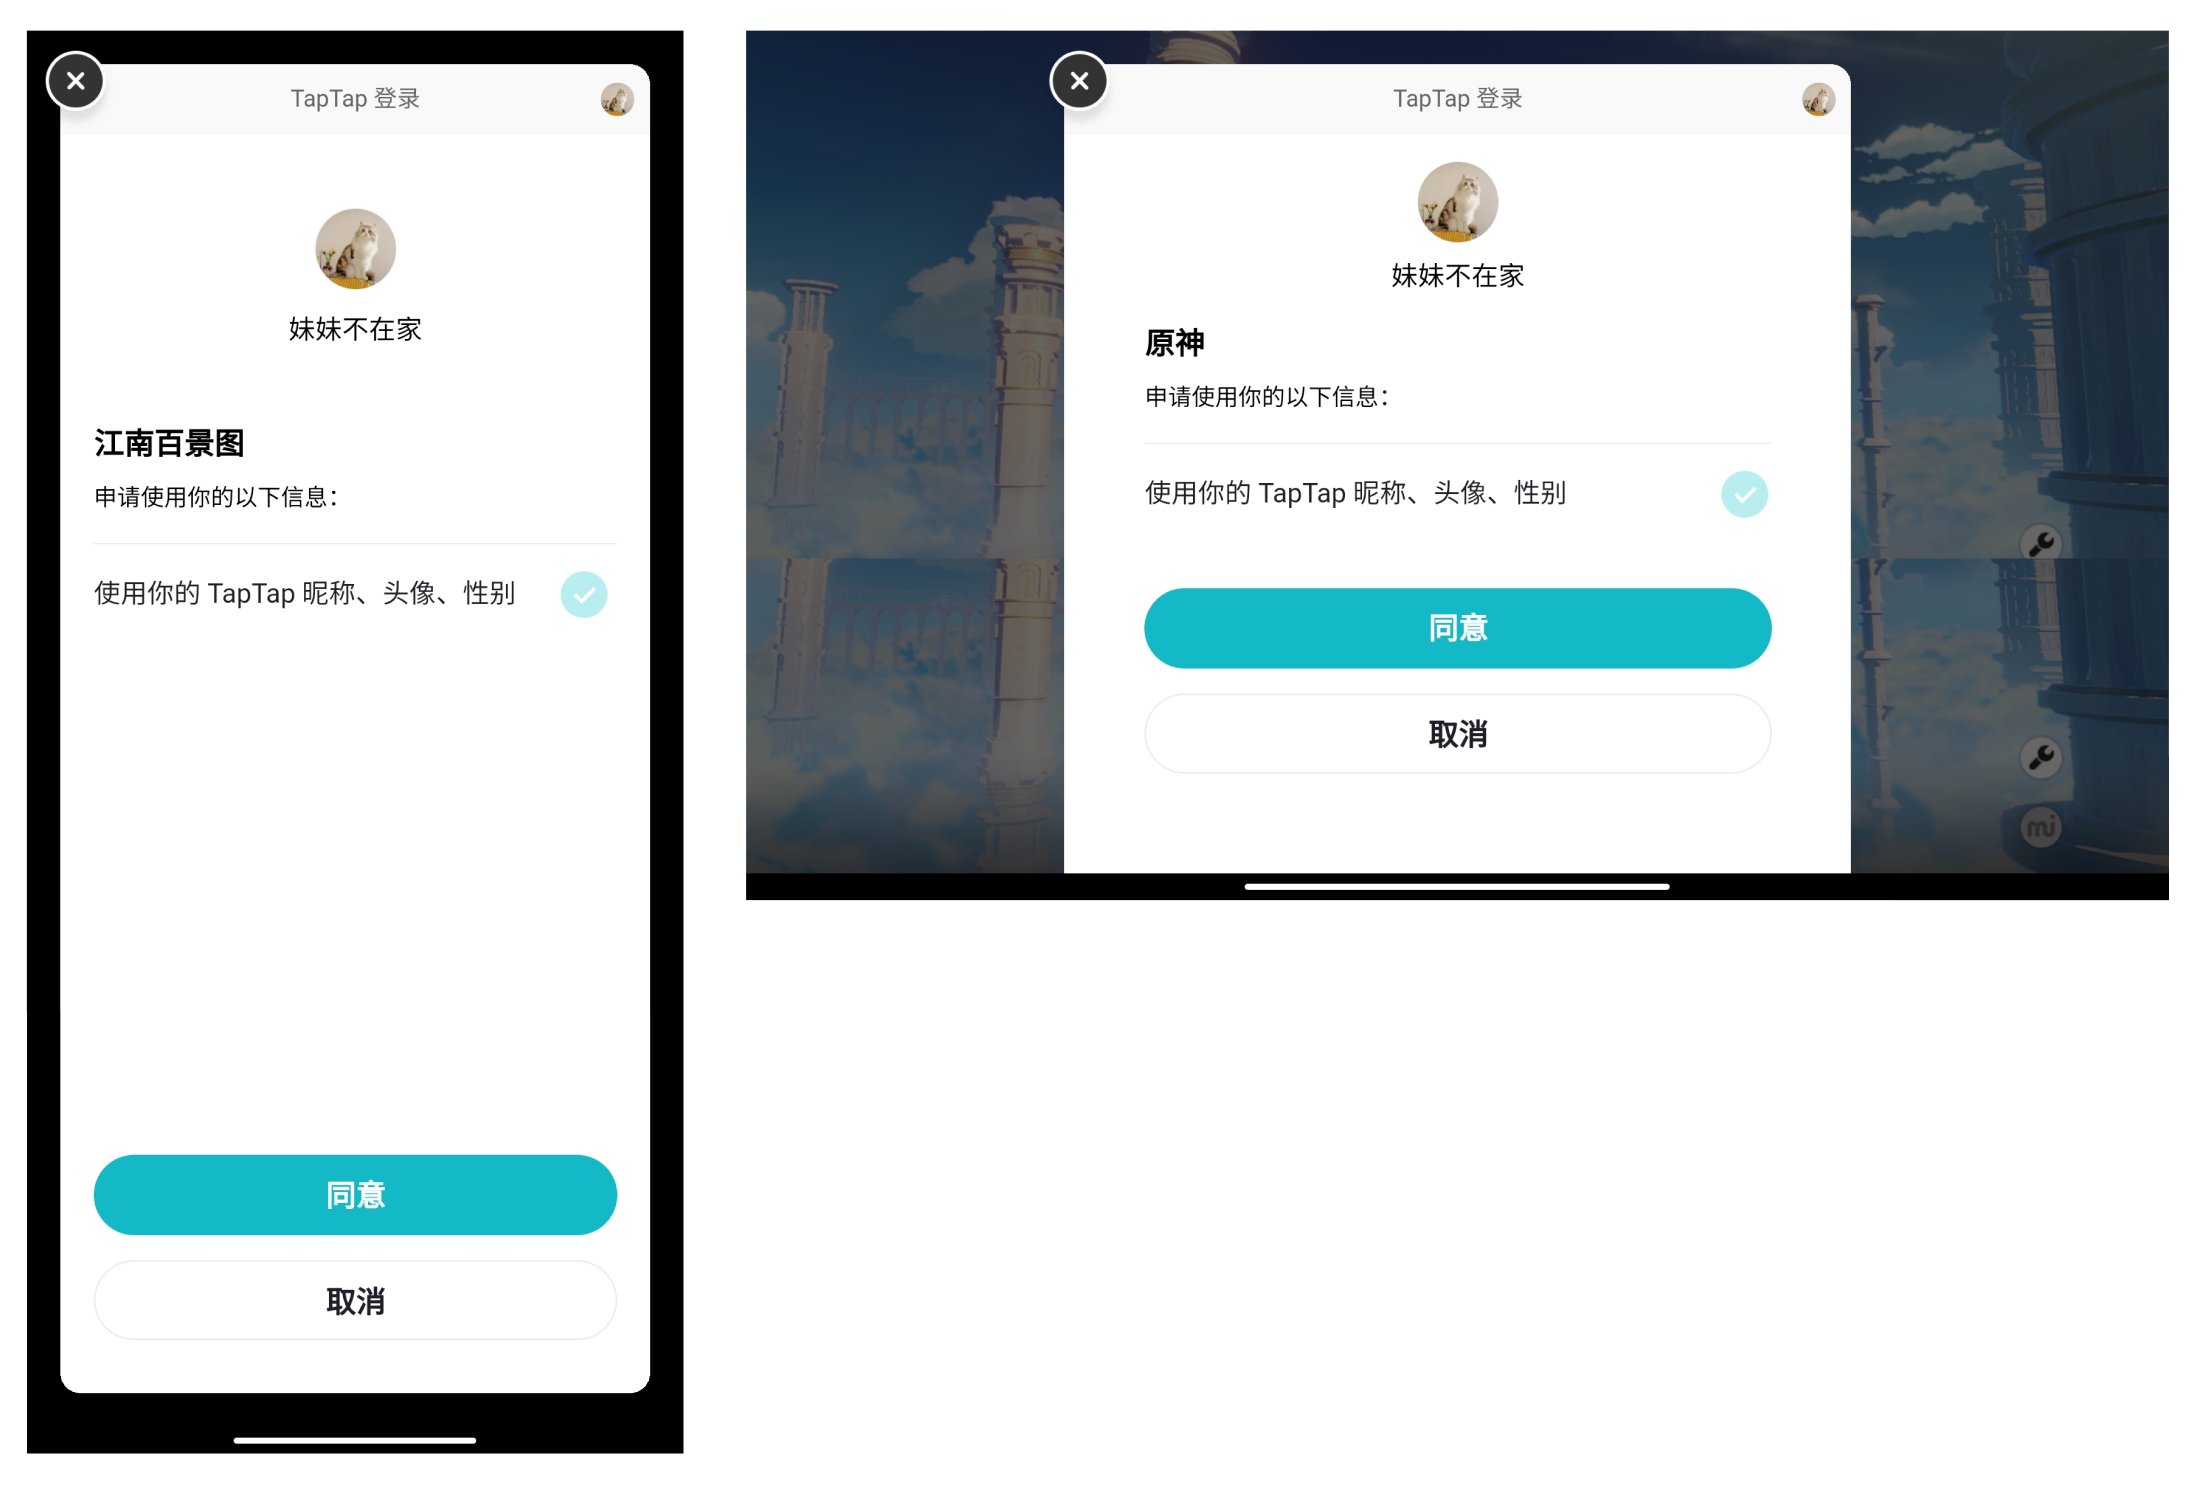 TapTap 登录
妹妹不在家
江南百景图
申请使用你的以下信息：
使用你的 TapTap 昵称、头像、性别
同意
取消
TapTap 登录
妹妹不在家
原神
申请使用你的以下信息：
使用你的 TapTap 昵称、头像、性别
同意
取消
mi